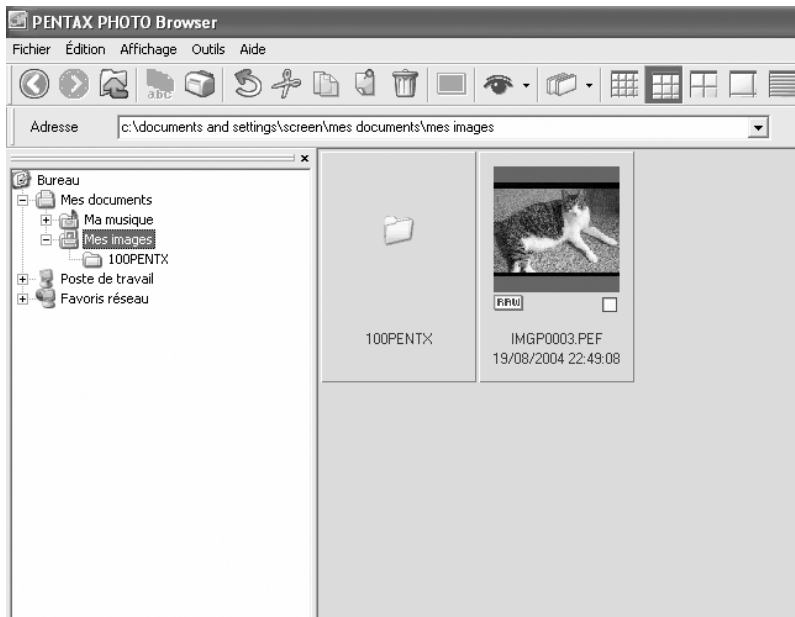 PENTAX PHOTO Browser
Fichier Édition Affichage Outils Aide
abc
Adresse c:\documents and settings\screen\mes documents\mes images
Bureau
Mes documents
Ma musique
Mes images
100PENTX
Poste de travail
Favoris réseau
100PENTX
RAW
IMGP0003.PEF
19/08/2004 22:49:08